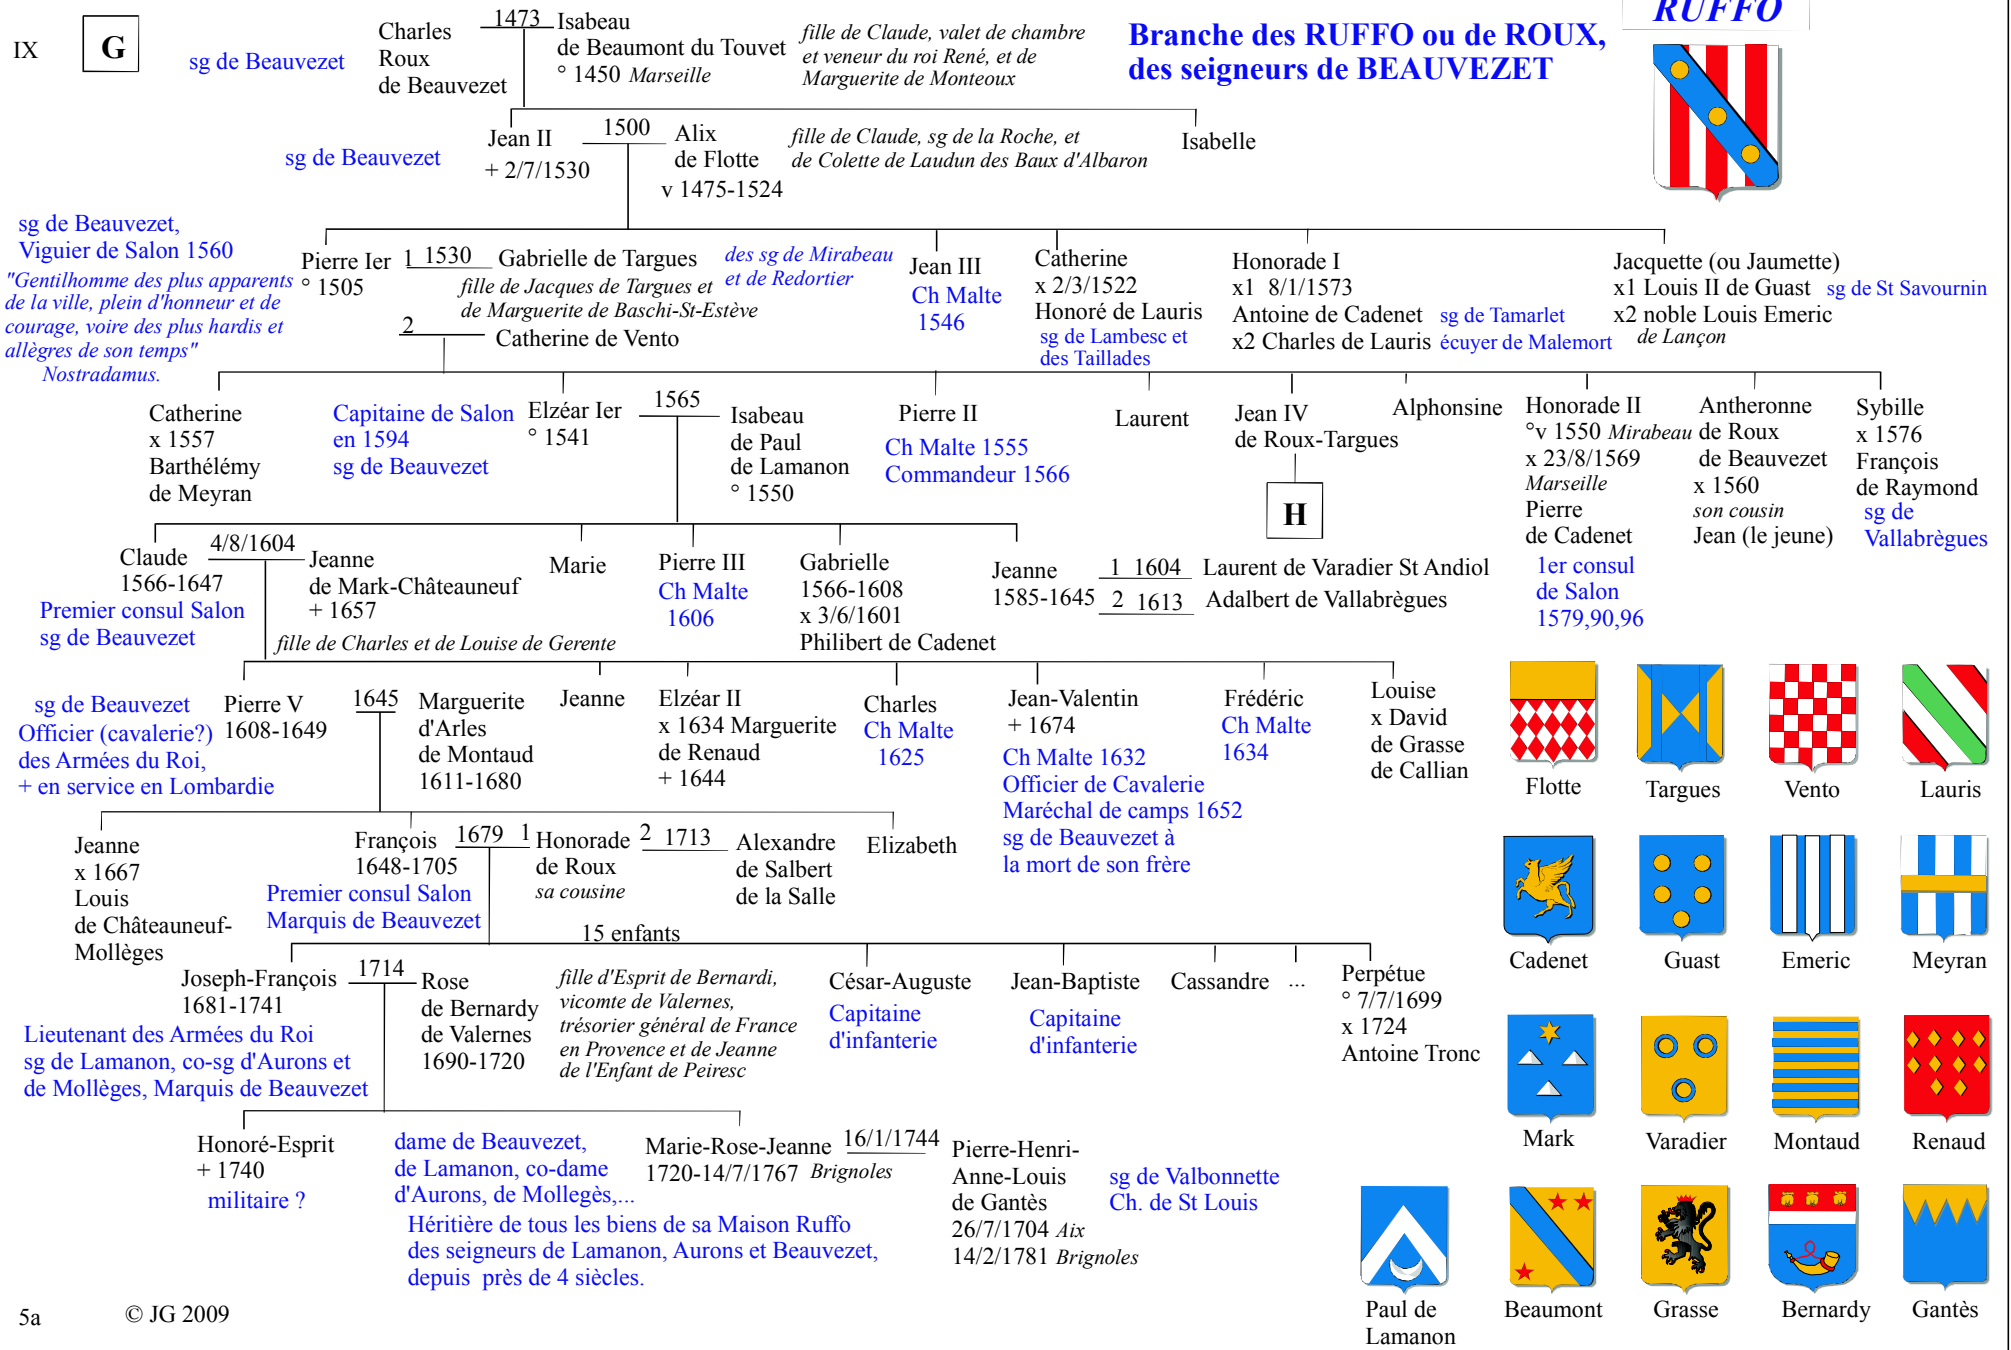 RUFFO
Branche des RUFFO ou de ROUX,
des seigneurs de BEAUVEZET
IX
G
sg de Beauvezet
Charles
Roux
de Beauvezet
1473
Isabeau
de Beaumont du Touvet
° 1450 Marseille
fille de Claude, valet de chambre
et veneur du roi René, et de
Marguerite de Monteoux
sg de Beauvezet
Jean II
+ 2/7/1530
1500
Alix
de Flotte
v 1475-1524
fille de Claude, sg de la Roche, et
de Colette de Laudun des Baux d'Albaron
Isabelle
sg de Beauvezet,
Viguier de Salon 1560
"Gentilhomme des plus apparents
de la ville, plein d'honneur et de
courage, voire des plus hardis et
allègres de son temps"
Nostradamus.
Pierre Ier
° 1505
1 1530
Gabrielle de Targues
des sg de Mirabeau
et de Redortier
fille de Jacques de Targues et
de Marguerite de Baschi-St-Estève
2
Catherine de Vento
Jean III
Ch Malte
1546
Catherine
x 2/3/1522
Honoré de Lauris
sg de Lambesc et
des Taillades
Honorade I
x1 8/1/1573
Antoine de Cadenet sg de Tamarlet
x2 Charles de Lauris écuyer de Malemort
Jacquette (ou Jaumette)
x1 Louis II de Guast sg de St Savournin
x2 noble Louis Emeric
de Lançon
Catherine
x 1557
Barthélémy
de Meyran
Capitaine de Salon
en 1594
sg de Beauvezet
Elzéar Ier
° 1541
1565
Isabeau
de Paul
de Lamanon
° 1550
Pierre II
Ch Malte 1555
Commandeur 1566
Laurent
Jean IV
de Roux-Targues
H
Alphonsine
Honorade II
°v 1550 Mirabeau
x 23/8/1569
Marseille
Pierre
de Cadenet
1er consul
de Salon
1579,90,96
Antheronne
de Roux
de Beauvezet
x 1560
son cousin
Jean (le jeune)
Sybille
x 1576
François
de Raymond
sg de
Vallabrègues
Claude
1566-1647
Premier consul Salon
sg de Beauvezet
4/8/1604
Jeanne
de Mark-Châteauneuf
+ 1657
fille de Charles et de Louise de Gerente
Marie
Pierre III
Ch Malte
1606
Gabrielle
1566-1608
x 3/6/1601
Philibert de Cadenet
Jeanne
1585-1645
1 1604 Laurent de Varadier St Andiol
2 1613 Adalbert de Vallabrègues
sg de Beauvezet
Officier (cavalerie?)
des Armées du Roi,
+ en service en Lombardie
Pierre V
1608-1649
1645
Marguerite
d'Arles
de Montaud
1611-1680
Jeanne
Elzéar II
x 1634 Marguerite
de Renaud
+ 1644
Charles
Ch Malte
1625
Jean-Valentin
+ 1674
Ch Malte 1632
Officier de Cavalerie
Maréchal de camps 1652
sg de Beauvezet à
la mort de son frère
Frédéric
Ch Malte
1634
Louise
x David
de Grasse
de Callian
Jeanne
x 1667
Louis
de Châteauneuf-
Mollèges
François
1648-1705
Premier consul Salon
Marquis de Beauvezet
1679 1
Honorade
de Roux
sa cousine
2 1713
Alexandre
de Salbert
de la Salle
Elizabeth
15 enfants
Joseph-François
1681-1741
Lieutenant des Armées du Roi
sg de Lamanon, co-sg d'Aurons et
de Mollèges, Marquis de Beauvezet
1714
Rose
de Bernardy
de Valernes
1690-1720
fille d'Esprit de Bernardi,
vicomte de Valernes,
trésorier général de France
en Provence et de Jeanne
de l'Enfant de Peiresc
César-Auguste
Capitaine
d'infanterie
Jean-Baptiste
Capitaine
d'infanterie
Cassandre
...
Perpétue
° 7/7/1699
x 1724
Antoine Tronc
Honoré-Esprit
+ 1740
militaire ?
dame de Beauvezet,
de Lamanon, co-dame
d'Aurons, de Mollegès,...
Héritière de tous les biens de sa Maison Ruffo
des seigneurs de Lamanon, Aurons et Beauvezet,
depuis près de 4 siècles.
Marie-Rose-Jeanne
1720-14/7/1767
16/1/1744
Brignoles
Pierre-Henri-
Anne-Louis
de Gantès
26/7/1704 Aix
14/2/1781 Brignoles
sg de Valbonnette
Ch. de St Louis
Flotte
Targues
Vento
Lauris
Cadenet
Guast
Emeric
Meyran
Mark
Varadier
Montaud
Renaud
Paul de
Lamanon
Beaumont
Grasse
Bernardy
Gantès
5a
© JG 2009